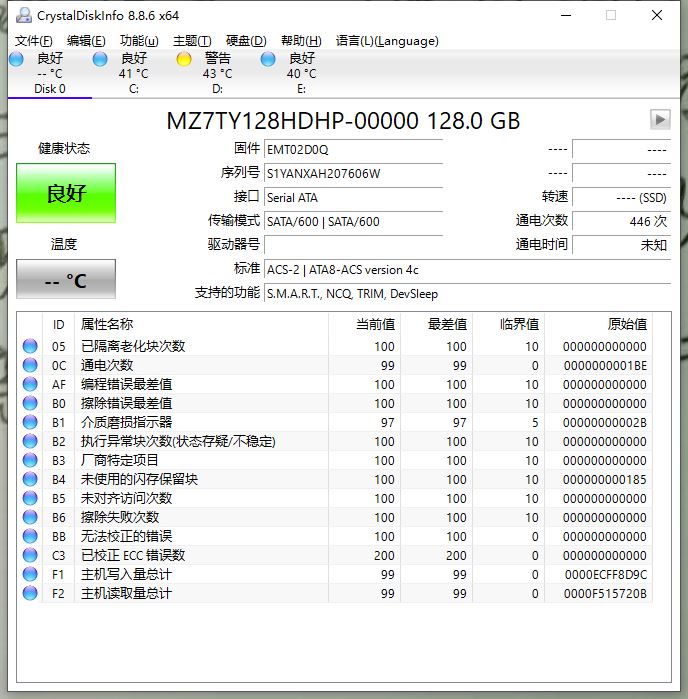 CrystalDiskInfo 8.8.6 x64
文件(F) 编辑(E) 功能(u) 主题(T) 硬盘(D) 帮助(H) 语言(L)(Language)
良好 良好 警告 良好
-- °C 41 °C 43 °C 40 °C
Disk 0 C: D: E:
MZ7TY128HDHP-00000 128.0 GB
健康状态 固件 EMT02D0Q ---- ----
良好 序列号 S1YANXAH207606W ---- ----
接口 Serial ATA 转速 ---- (SSD)
传输模式 SATA/600 | SATA/600 通电次数 446 次
温度 驱动器号 通电时间 未知
-- °C 标准 ACS-2 | ATA8-ACS version 4c
支持的功能 S.M.A.R.T., NCQ, TRIM, DevSleep
ID 属性名称 当前值 最差值 临界值 原始值
05 已隔离老化块次数 100 100 10 000000000000
0C 通电次数 99 99 0 0000000001BE
AF 编程错误最差值 100 100 10 000000000000
B0 擦除错误最差值 100 100 10 000000000000
B1 介质磨损指示器 97 97 5 00000000002B
B2 执行异常块次数(状态存疑/不稳定) 100 100 10 000000000000
B3 厂商特定项目 100 100 10 000000000000
B4 未使用的闪存保留块 100 100 10 000000000185
B5 未对齐访问次数 100 100 10 000000000000
B6 擦除失败次数 100 100 10 000000000000
BB 无法校正的错误 100 100 0 000000000000
C3 已校正 ECC 错误数 200 200 0 000000000000
F1 主机写入量总计 99 99 0 0000ECFF8D9C
F2 主机读取量总计 99 99 0 0000F515720B